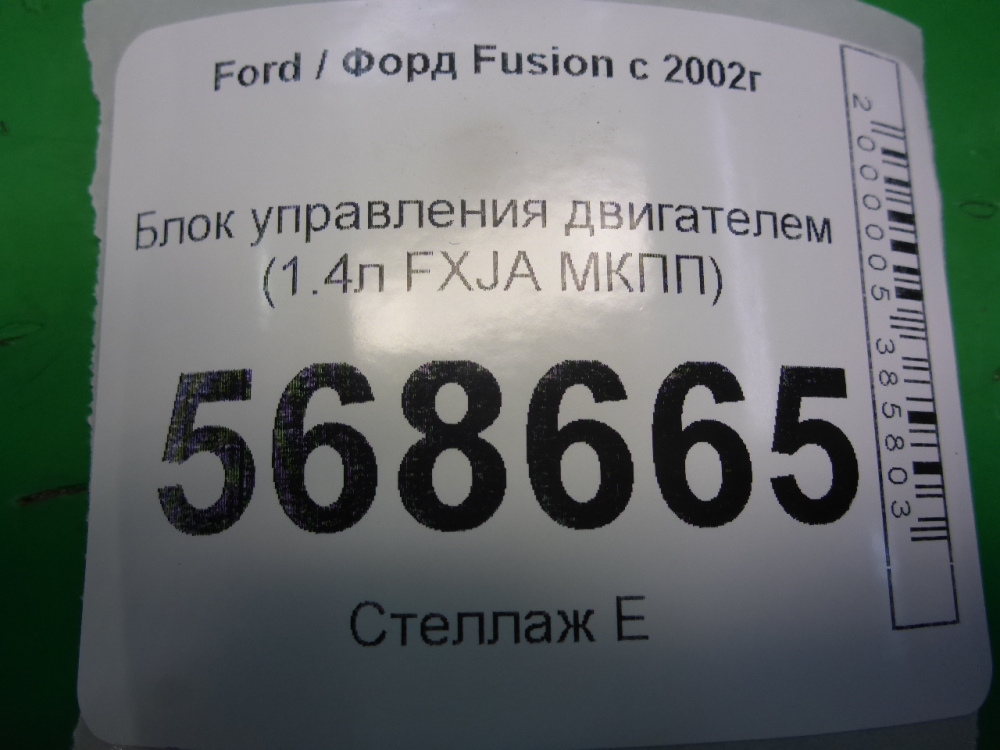 Ford / Форд Fusion с 2002г
Блок управления двигателем
(1.4л FXJA МКПП)
568665
Стеллаж Е
2000005385803